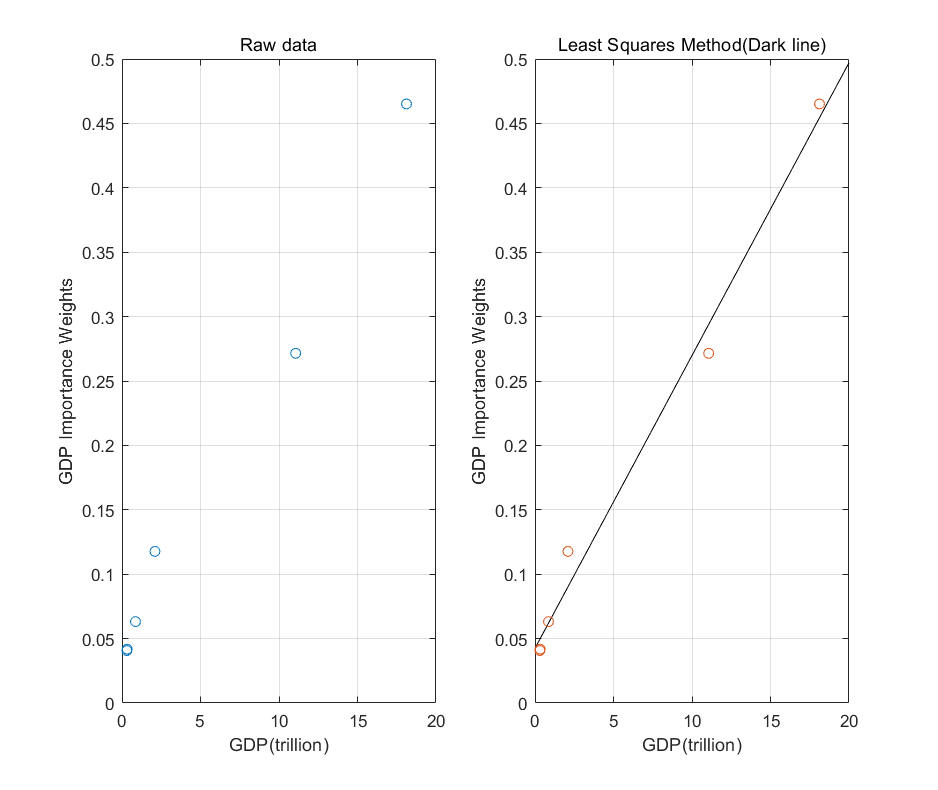 Raw data
0.5
0.45
0.4
0.35
0.3
0.25
0.2
0.15
0.1
0.05
0
GDP Importance Weights
0 5 10 15 20
GDP(trillion)
Least Squares Method(Dark line)
0.5
0.45
0.4
0.35
0.3
0.25
0.2
0.15
0.1
0.05
0
GDP Importance Weights
0 5 10 15 20
GDP(trillion)